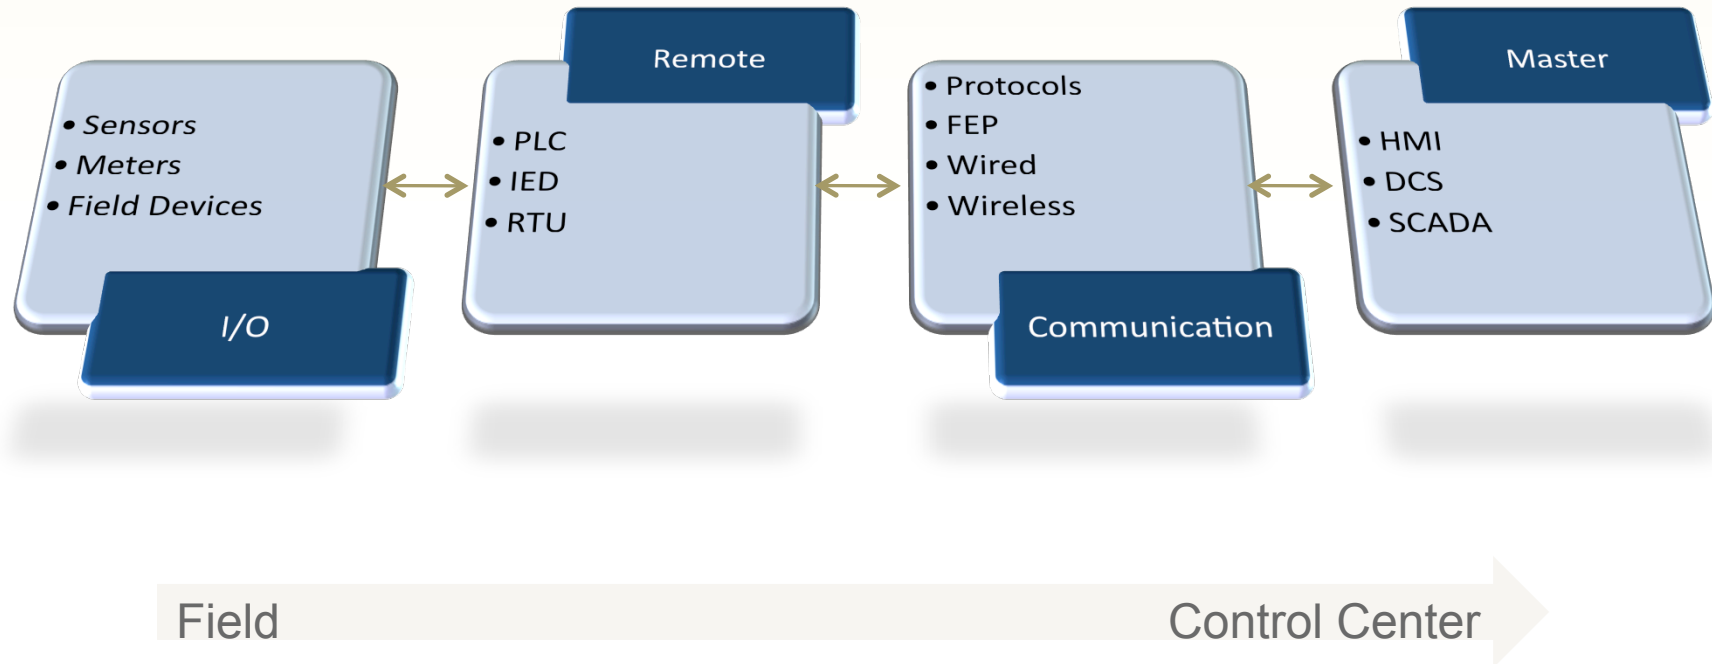 • Sensors
• Meters
• Field Devices
I/O
Remote
• PLC
• IED
• RTU
• Protocols
• FEP
• Wired
• Wireless
Communication
Master
• HMI
• DCS
• SCADA
Field
Control Center